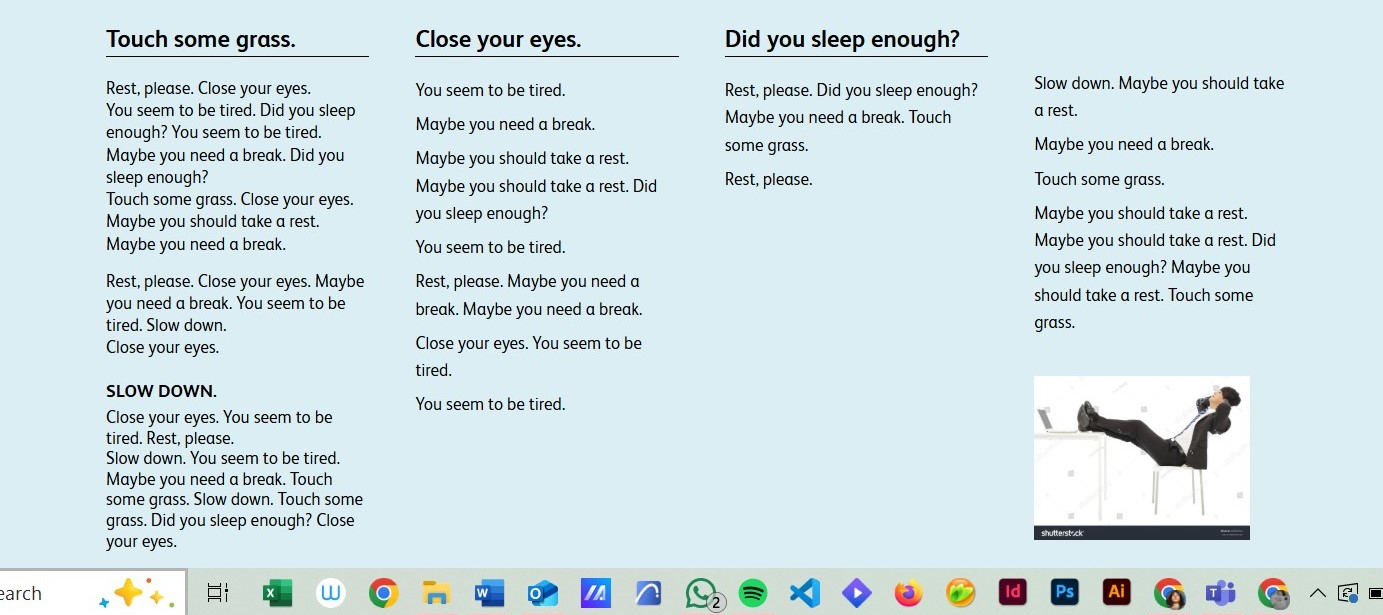 Touch some grass.
Rest, please. Close your eyes.
You seem to be tired. Did you sleep
enough? You seem to be tired.
Maybe you need a break. Did you
sleep enough?
Touch some grass. Close your eyes.
Maybe you should take a rest.
Maybe you need a break.
Rest, please. Close your eyes. Maybe
you need a break. You seem to be
tired. Slow down.
Close your eyes.
SLOW DOWN.
Close your eyes. You seem to be
tired. Rest, please.
Slow down. You seem to be tired.
Maybe you need a break. Touch
some grass. Slow down. Touch some
grass. Did you sleep enough? Close
your eyes.
Close your eyes.
You seem to be tired.
Maybe you need a break.
Maybe you should take a rest.
Maybe you should take a rest. Did
you sleep enough?
You seem to be tired.
Rest, please. Maybe you need a
break. Maybe you need a break.
Close your eyes. You seem to be
tired.
You seem to be tired.
Did you sleep enough?
Rest, please. Did you sleep enough?
Maybe you need a break. Touch
some grass.
Rest, please.
Slow down. Maybe you should take
a rest.
Maybe you need a break.
Touch some grass.
Maybe you should take a rest.
Maybe you should take a rest. Did
you sleep enough? Maybe you
should take a rest. Touch some
grass.
shutterstock
earch
X
W
W
O
2
Id
Ps
Ai
T